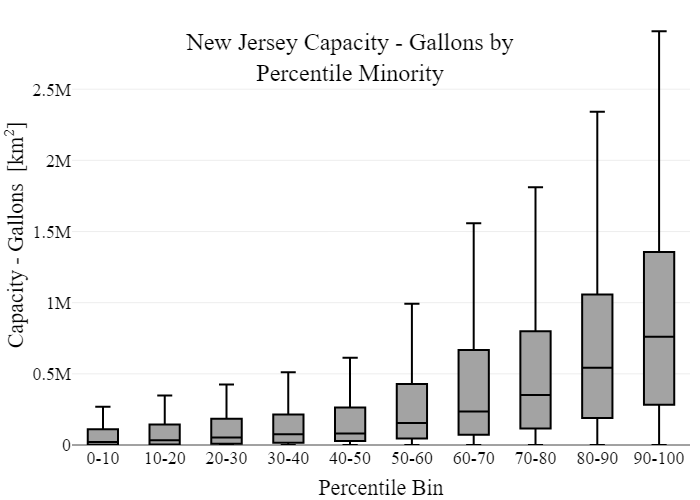 New Jersey Capacity - Gallons by
Percentile Minority
Capacity - Gallons [km²]
2.5M
2M
1.5M
1M
0.5M
0
0-10 10-20 20-30 30-40 40-50 50-60 60-70 70-80 80-90 90-100
Percentile Bin